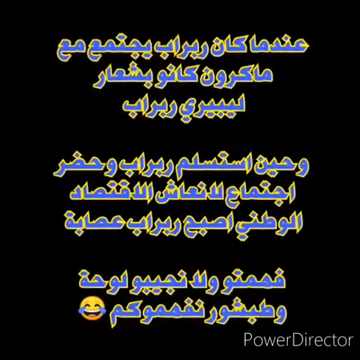 عندما كان ربراب يجتمع مع
ماكرون كانو بشعار
ليبيري ربراب
وحين استسلم ربراب وحضر
اجتماع لانعاش الاقتصاد
الوطني اصبح ربراب عصابة
فهمتو ولا نجيبو لوحة
وطبشور نفهموكم 😂
PowerDirector